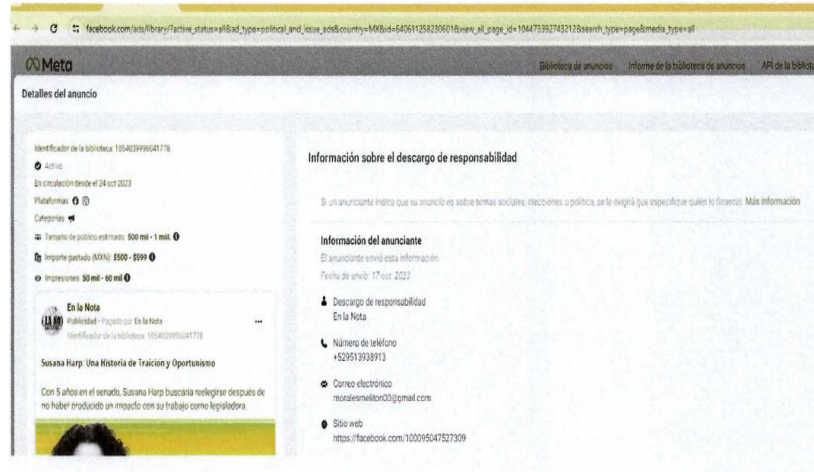 facebook.com/ads/library/?active_status=all&ad_type=political_and_issue_ads&country=MX&id=640611258230601&view_all_page_id=104473392743212&search_type=page&media_type=all
Meta
Biblioteca de anuncios Informe de la biblioteca de anuncios API de la bibliotec
Detalles del anuncio
Identificador de la biblioteca: 1054039996041778
Activo
En circulación desde el 24 oct 2023
Plataformas
Categorías
Tamaño de público estimado: 500 mil - 1 mill.
Importe gastado (MXN): $500 - $599
Impresiones: 50 mil - 60 mil
En la Nota
Publicidad • Pagado por En la Nota
Identificador de la biblioteca: 1054039996041778
Susana Harp: Una Historia de Traición y Oportunismo
Con 5 años en el senado, Susana Harp buscaría reelegirse después de
no haber producido un impacto con su trabajo como legisladora.
Información sobre el descargo de responsabilidad
Si un anunciante indica que su anuncio es sobre temas sociales, elecciones o política, se le exigirá que especifique quién lo financió. Más información
Información del anunciante
El anunciante envió esta información.
Fecha de envío: 17 oct. 2023
Descargo de responsabilidad
En la Nota
Número de teléfono
+529513938913
Correo electrónico
moralesmeliton00@gmail.com
Sitio web
https://facebook.com/100095047527309